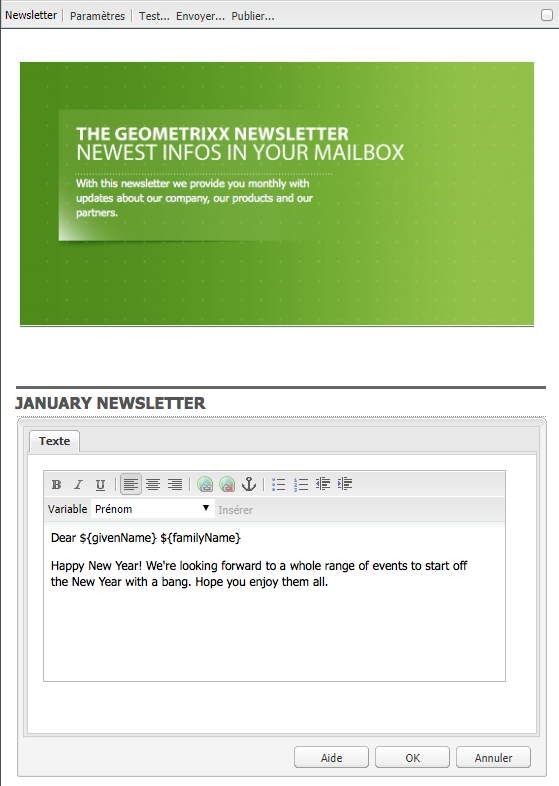 Newsletter Paramètres Test... Envoyer... Publier...
THE GEOMETRIXX NEWSLETTER
NEWEST INFOS IN YOUR MAILBOX
With this newsletter we provide you monthly with
updates about our company, our products and our
partners.
JANUARY NEWSLETTER
Texte
B I U
Variable Prénom Insérer
Dear ${givenName} ${familyName}
Happy New Year! We're looking forward to a whole range of events to start off
the New Year with a bang. Hope you enjoy them all.
Aide OK Annuler